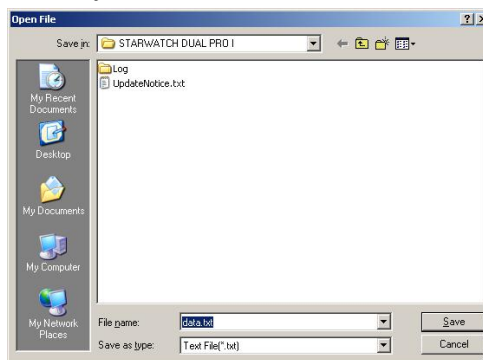 Open File
Save in: STARWATCH DUAL PRO I
Log
UpdateNotice.txt
My Recent
Documents
Desktop
My Documents
My Computer
My Network
Places
File name: data.txt Save
Save as type: Text File(*.txt) Cancel